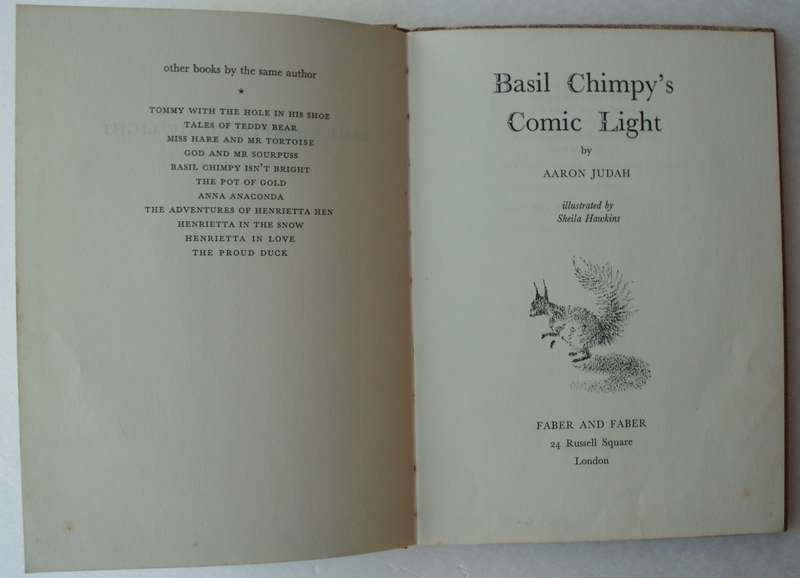 other books by the same author
★
TOMMY WITH THE HOLE IN HIS SHOE
TALES OF TEDDY BEAR
MISS HARE AND MR TORTOISE
GOD AND MR SOURPUSS
BASIL CHIMPY ISN'T BRIGHT
THE POT OF GOLD
ANNA ANACONDA
THE ADVENTURES OF HENRIETTA HEN
HENRIETTA IN THE SNOW
HENRIETTA IN LOVE
THE PROUD DUCK
Basil Chimpy's
Comic Light
by
AARON JUDAH
illustrated by
Sheila Hawkins
FABER AND FABER
24 Russell Square
London